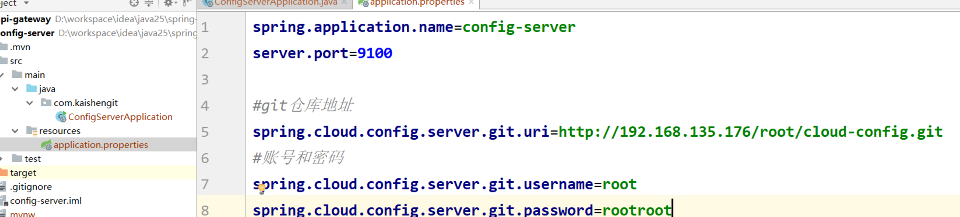 ConfigServerApplication.java
application.properties
pi-gateway D:\workspace\idea\java25\spring-
onfig-server D:\workspace\idea\java25\spring
.mvn
src
main
java
com.kaishengit
ConfigServerApplication
resources
application.properties
test
target
.gitignore
config-server.iml
mvnw
1 spring.application.name=config-server
2 server.port=9100
3
4 #git仓库地址
5 spring.cloud.config.server.git.uri=http://192.168.135.176/root/cloud-config.git
6 #账号和密码
7 spring.cloud.config.server.git.username=root
8 spring.cloud.config.server.git.password=rootroot